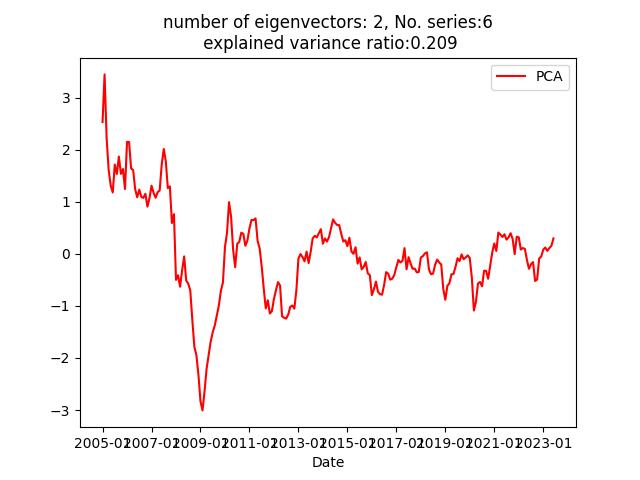 number of eigenvectors: 2, No. series:6
explained variance ratio:0.209
PCA
3
2
1
0
−1
−2
−3
2005-01 2007-01 2009-01 2011-01 2013-01 2015-01 2017-01 2019-01 2021-01 2023-01
Date